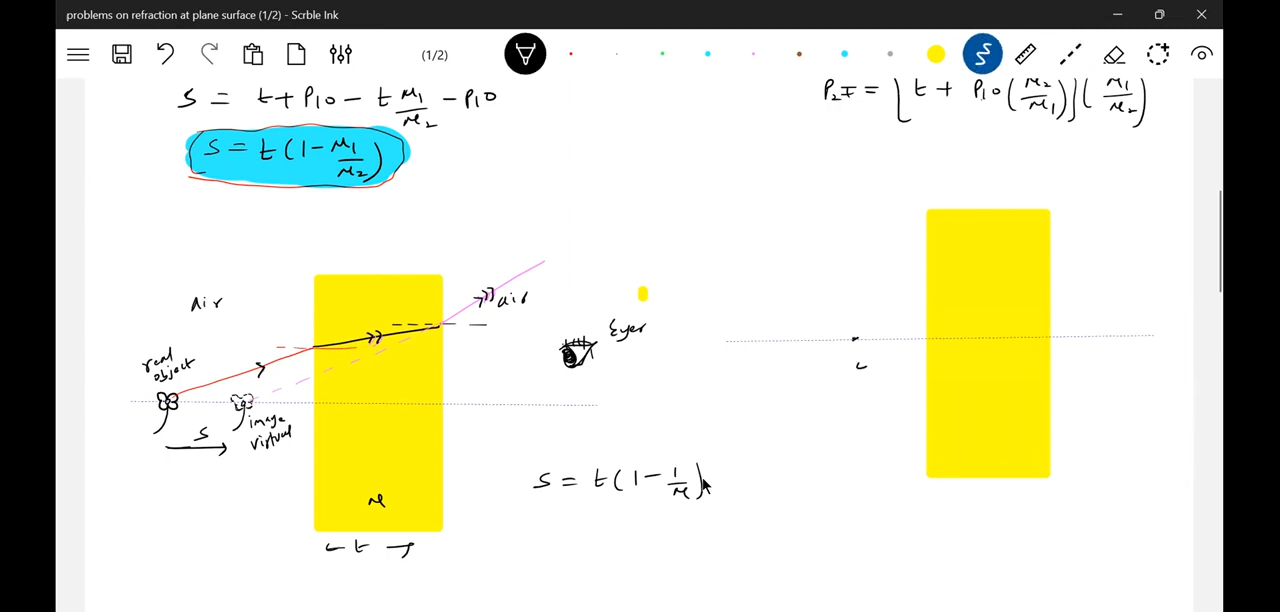 problems on refraction at plane surface (1/2) - Scrble Ink
(1/2)
S = t + P₁O − t μ₁/μ₂ − P₁O
P₂I = [t + P₁O (μ₂/μ₁)] (μ₁/μ₂)
S = t(1 − μ₁/μ₂)
air
air
Eyes
real
object
S
image
virtual
S = t(1 − 1/μ)
μ
← t →